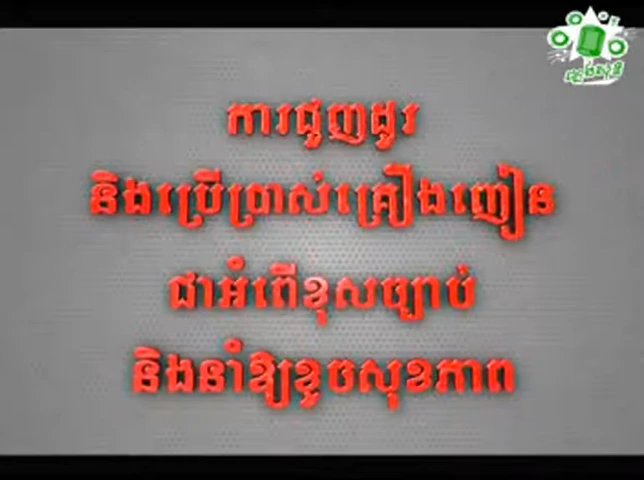 ការជួញដូរ
និងប្រើប្រាស់គ្រឿងញៀន
ជាអំពើខុសច្បាប់
និងនាំឱ្យខូចសុខភាព